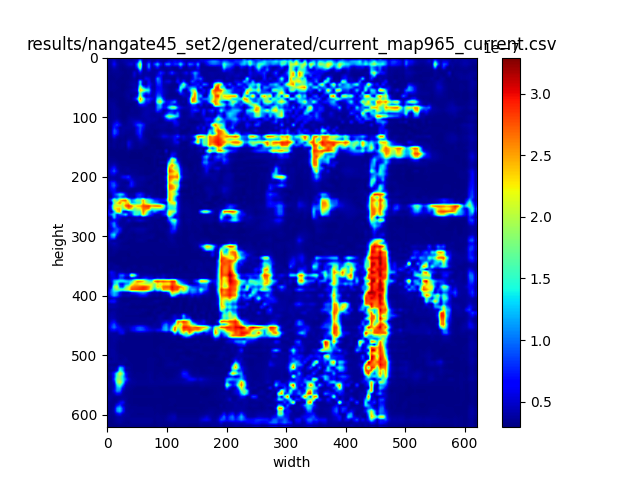 results/nangate45_set2/generated/current_map965_current.csv
1e−7
0
100
200
300
400
500
600
height
0 100 200 300 400 500 600
width
3.0
2.5
2.0
1.5
1.0
0.5